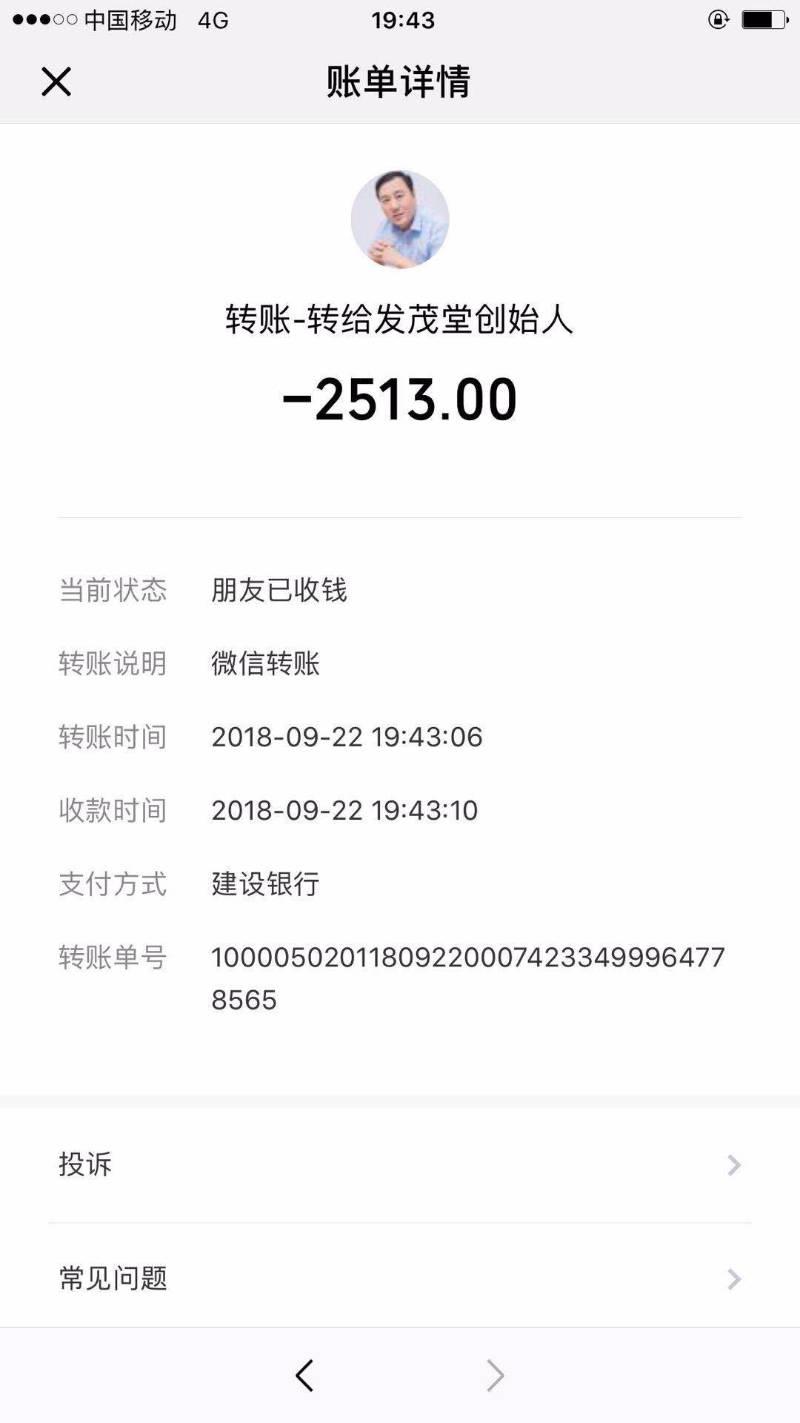 中国移动 4G 19:43
账单详情
转账-转给发茂堂创始人
-2513.00
当前状态 朋友已收钱
转账说明 微信转账
转账时间 2018-09-22 19:43:06
收款时间 2018-09-22 19:43:10
支付方式 建设银行
转账单号 10000502011809220007423349996477
8565
投诉
常见问题